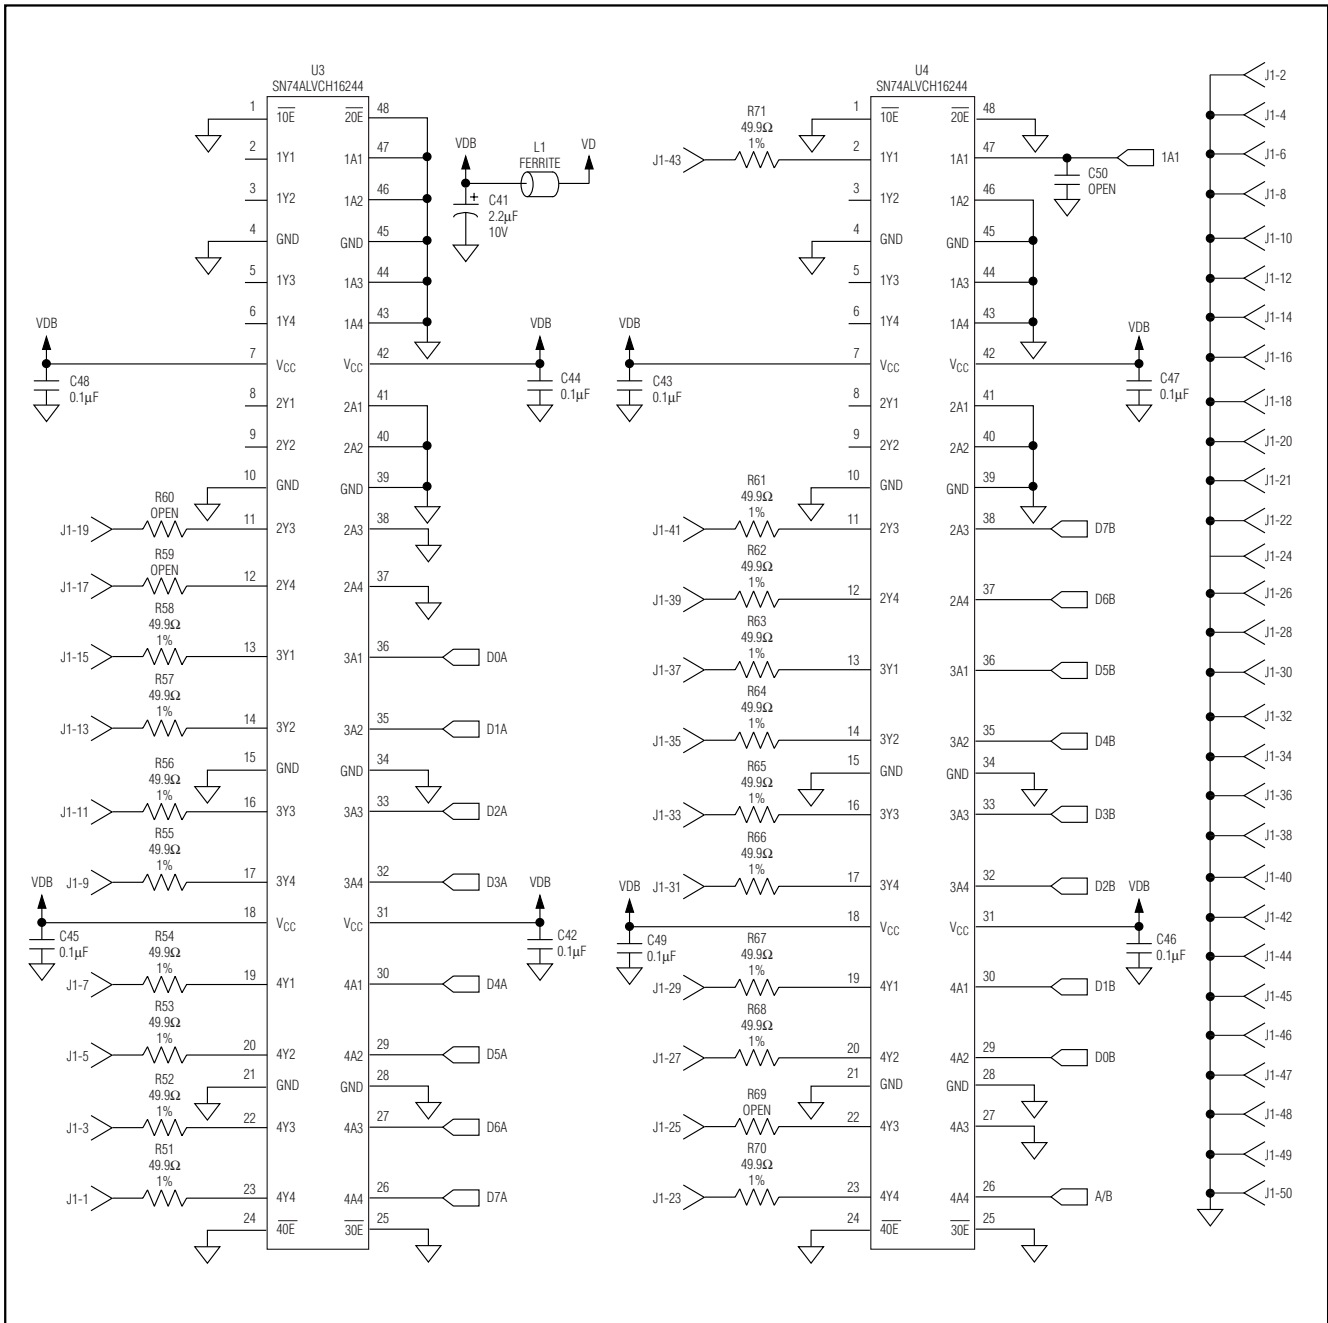 U3
SN74ALVCH16244
1 1OE 2OE 48
2 1Y1 1A1 47
3 1Y2 1A2 46
4 GND GND 45
5 1Y3 1A3 44
6 1Y4 1A4 43
7 VCC VCC 42
8 2Y1 2A1 41
9 2Y2 2A2 40
10 GND GND 39
11 2Y3 2A3 38
12 2Y4 2A4 37
13 3Y1 3A1 36
14 3Y2 3A2 35
15 GND GND 34
16 3Y3 3A3 33
17 3Y4 3A4 32
18 VCC VCC 31
19 4Y1 4A1 30
20 4Y2 4A2 29
21 GND GND 28
22 4Y3 4A3 27
23 4Y4 4A4 26
24 4OE 3OE 25
VDB
L1
FERRITE
VD
+
C41
2.2µF
10V
VDB
C48
0.1µF
VDB
C44
0.1µF
R60
OPEN
J1-19
R59
OPEN
J1-17
R58
49.9Ω
1%
J1-15
D0A
R57
49.9Ω
1%
J1-13
D1A
R56
49.9Ω
1%
J1-11
D2A
R55
49.9Ω
1%
J1-9
D3A
VDB
C45
0.1µF
VDB
C42
0.1µF
R54
49.9Ω
1%
J1-7
D4A
R53
49.9Ω
1%
J1-5
D5A
R52
49.9Ω
1%
J1-3
D6A
R51
49.9Ω
1%
J1-1
D7A
U4
SN74ALVCH16244
1 1OE 2OE 48
2 1Y1 1A1 47
3 1Y2 1A2 46
4 GND GND 45
5 1Y3 1A3 44
6 1Y4 1A4 43
7 VCC VCC 42
8 2Y1 2A1 41
9 2Y2 2A2 40
10 GND GND 39
11 2Y3 2A3 38
12 2Y4 2A4 37
13 3Y1 3A1 36
14 3Y2 3A2 35
15 GND GND 34
16 3Y3 3A3 33
17 3Y4 3A4 32
18 VCC VCC 31
19 4Y1 4A1 30
20 4Y2 4A2 29
21 GND GND 28
22 4Y3 4A3 27
23 4Y4 4A4 26
24 4OE 3OE 25
R71
49.9Ω
1%
J1-43
1A1
C50
OPEN
VDB
C43
0.1µF
VDB
C47
0.1µF
R61
49.9Ω
1%
J1-41
D7B
R62
49.9Ω
1%
J1-39
D6B
R63
49.9Ω
1%
J1-37
D5B
R64
49.9Ω
1%
J1-35
D4B
R65
49.9Ω
1%
J1-33
D3B
R66
49.9Ω
1%
J1-31
D2B
VDB
C49
0.1µF
VDB
C46
0.1µF
R67
49.9Ω
1%
J1-29
D1B
R68
49.9Ω
1%
J1-27
D0B
R69
OPEN
J1-25
R70
49.9Ω
1%
J1-23
A/B
J1-2
J1-4
J1-6
J1-8
J1-10
J1-12
J1-14
J1-16
J1-18
J1-20
J1-21
J1-22
J1-24
J1-26
J1-28
J1-30
J1-32
J1-34
J1-36
J1-38
J1-40
J1-42
J1-44
J1-45
J1-46
J1-47
J1-48
J1-49
J1-50